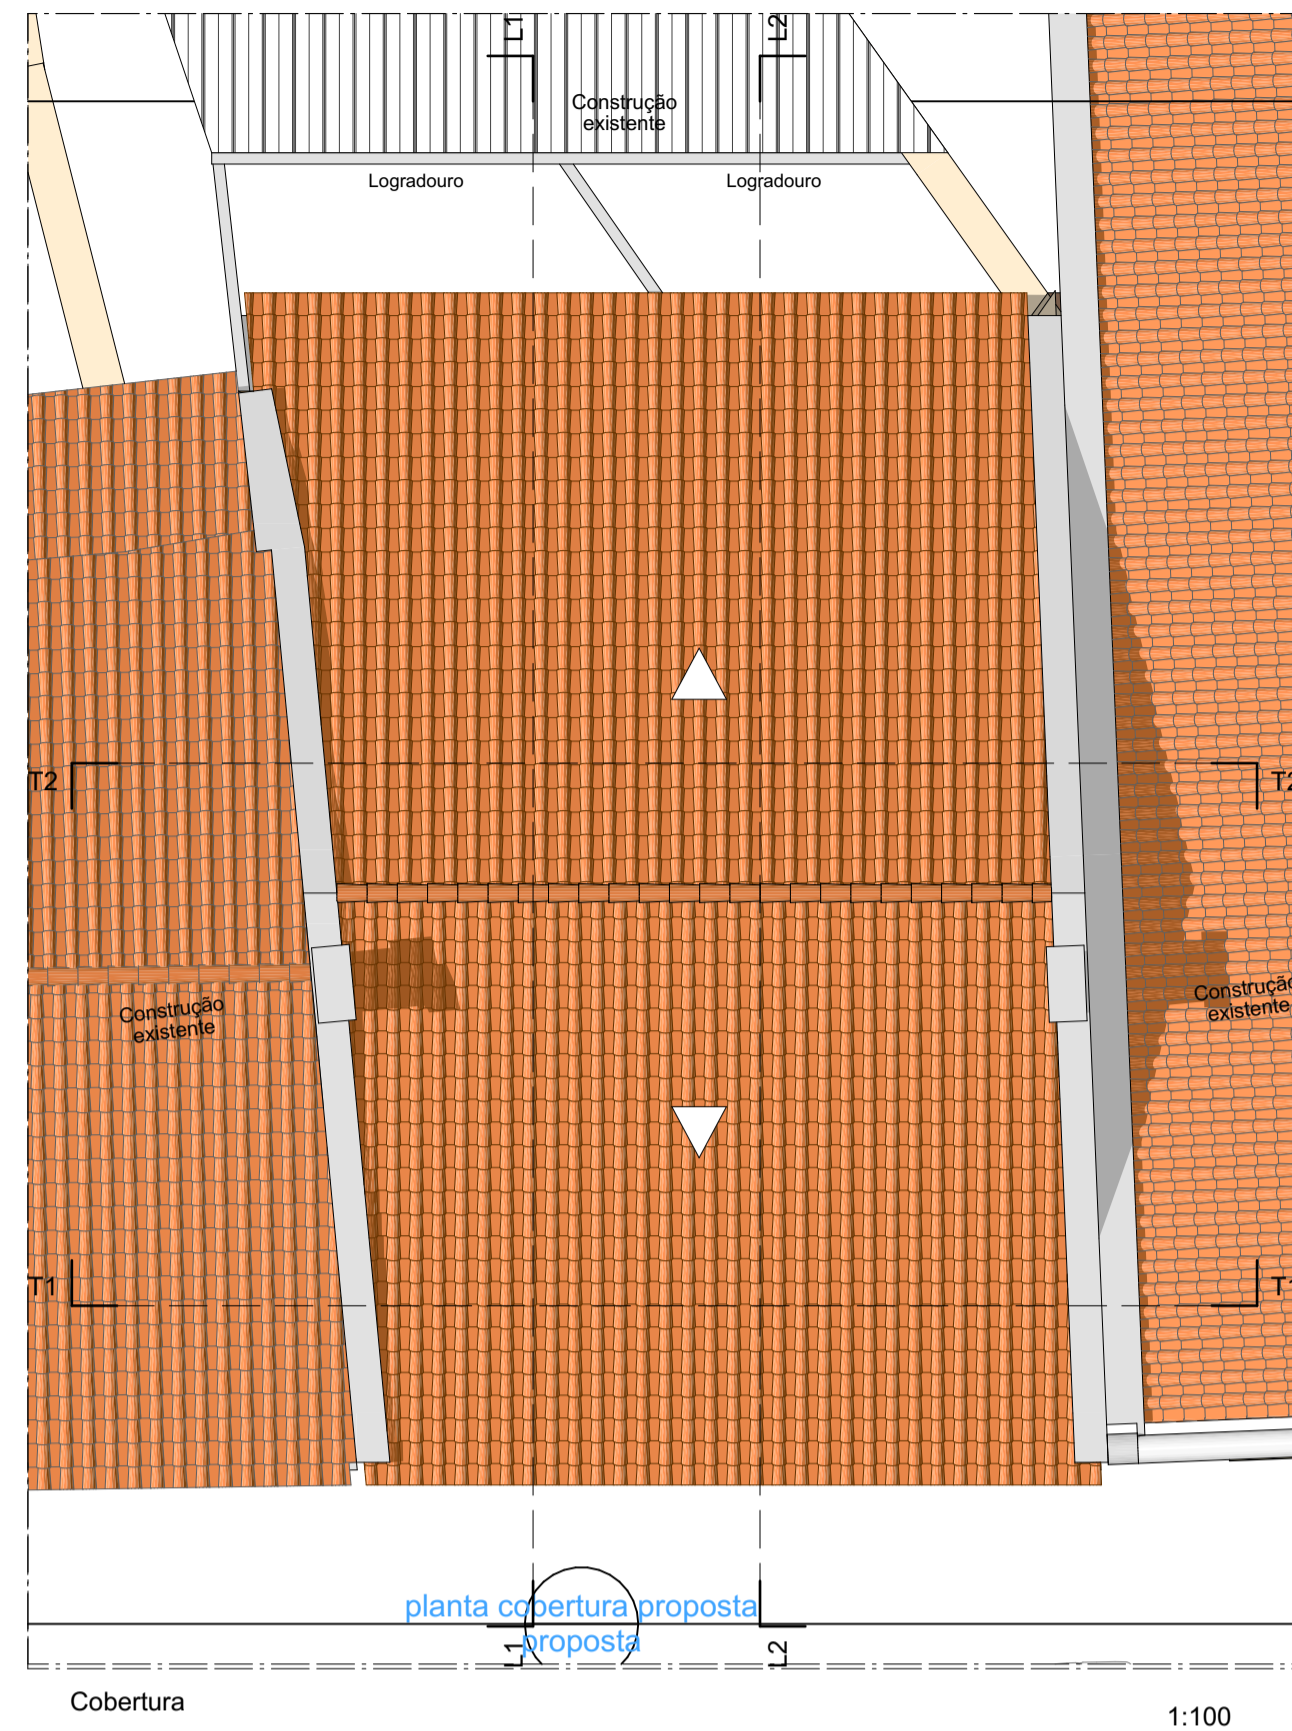 L1
L2
Construção
existente
Logradouro
Logradouro
T2
T2
Construção
existente
Construção
existente
T1
T1
planta cobertura proposta
proposta
L1
L2
Cobertura
1:100